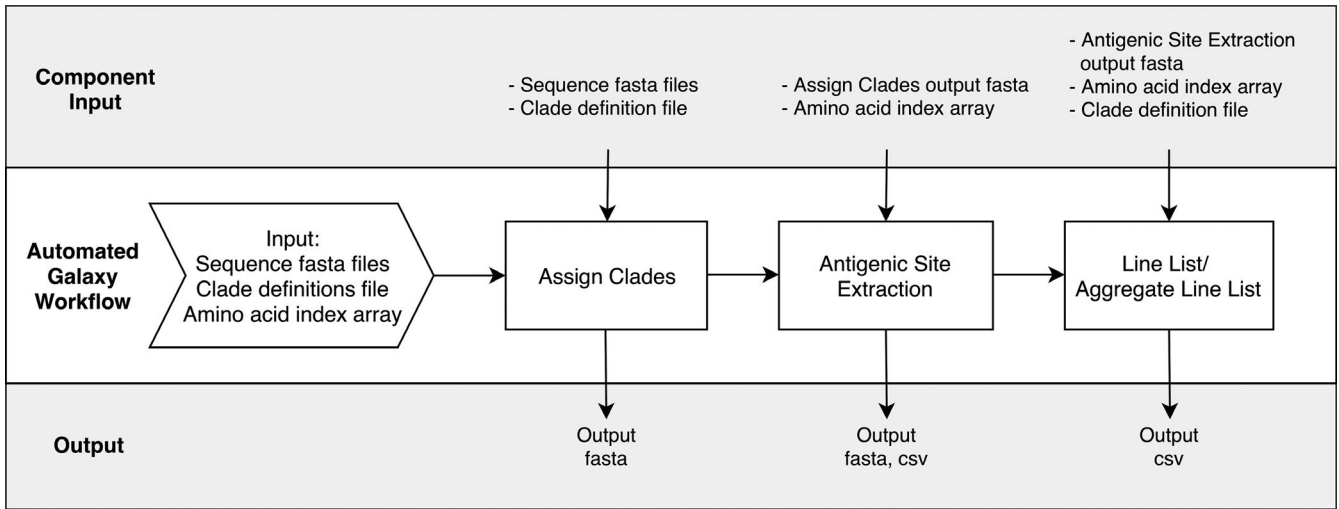 Component
Input
- Sequence fasta files
- Clade definition file
- Assign Clades output fasta
- Amino acid index array
- Antigenic Site Extraction
output fasta
- Amino acid index array
- Clade definition file
Automated
Galaxy
Workflow
Input:
Sequence fasta files
Clade definitions file
Amino acid index array
Assign Clades
Antigenic Site
Extraction
Line List/
Aggregate Line List
Output
Output
fasta
Output
fasta, csv
Output
csv